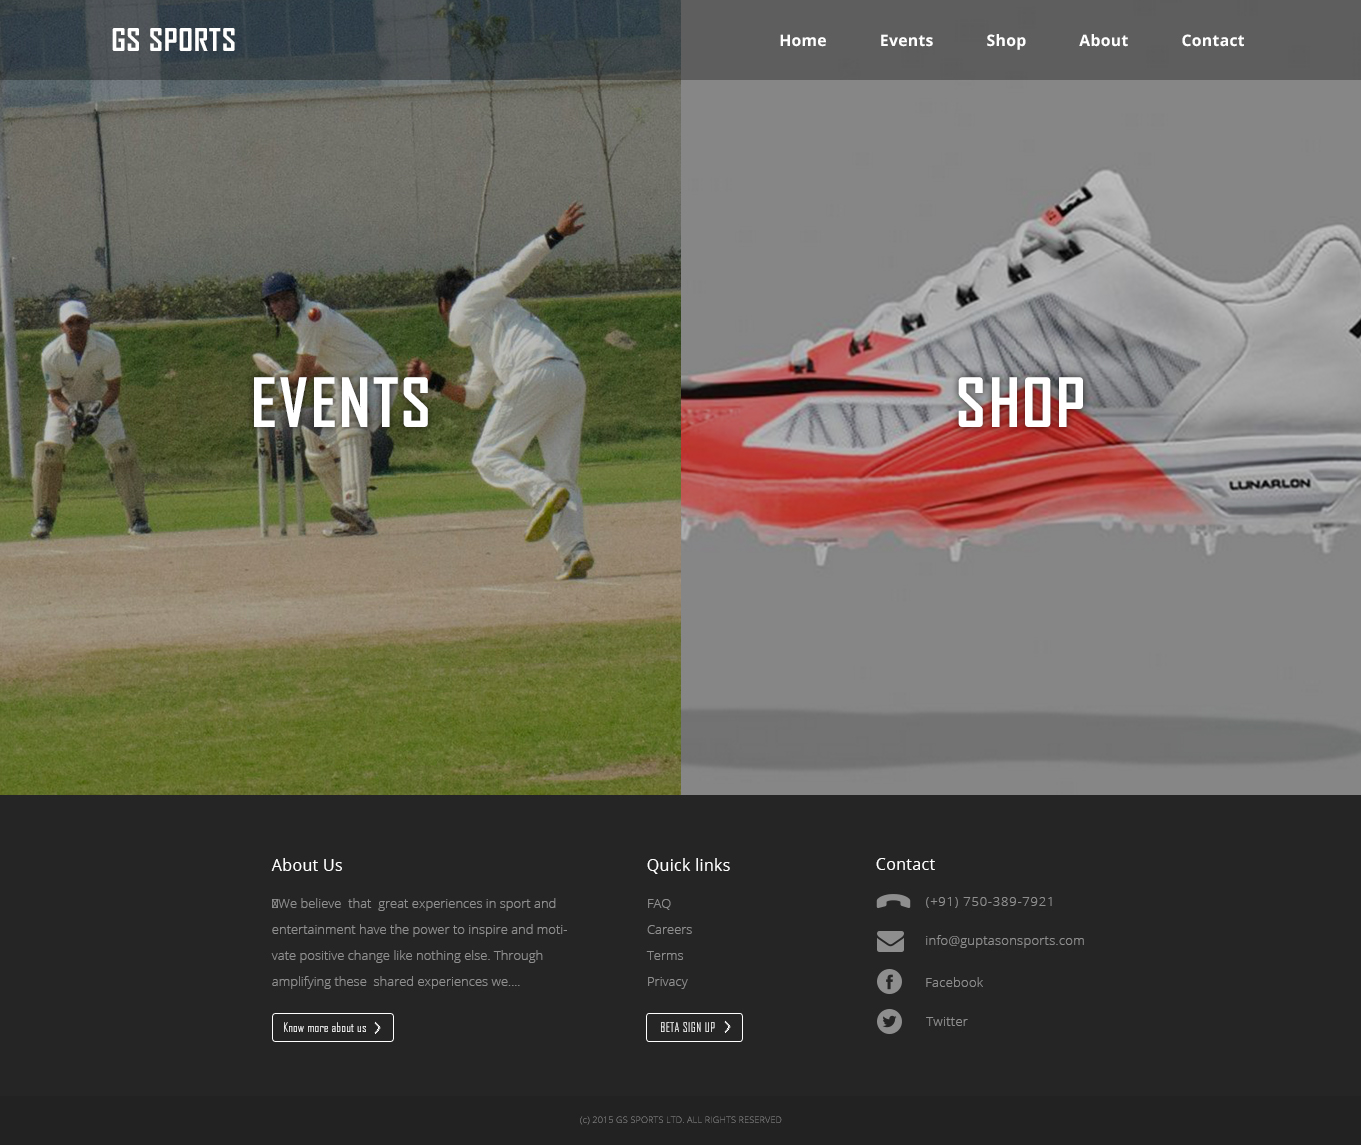 GS SPORTS
Home Events Shop About Contact
EVENTS
SHOP
LUNARLON
About Us
We believe that great experiences in sport and
entertainment have the power to inspire and moti-
vate positive change like nothing else. Through
amplifying these shared experiences we....
Know more about us
Quick links
FAQ
Careers
Terms
Privacy
BETA SIGN UP
Contact
(+91) 750-389-7921
info@guptasonsports.com
Facebook
Twitter
(c) 2015 GS SPORTS LTD. ALL RIGHTS RESERVED